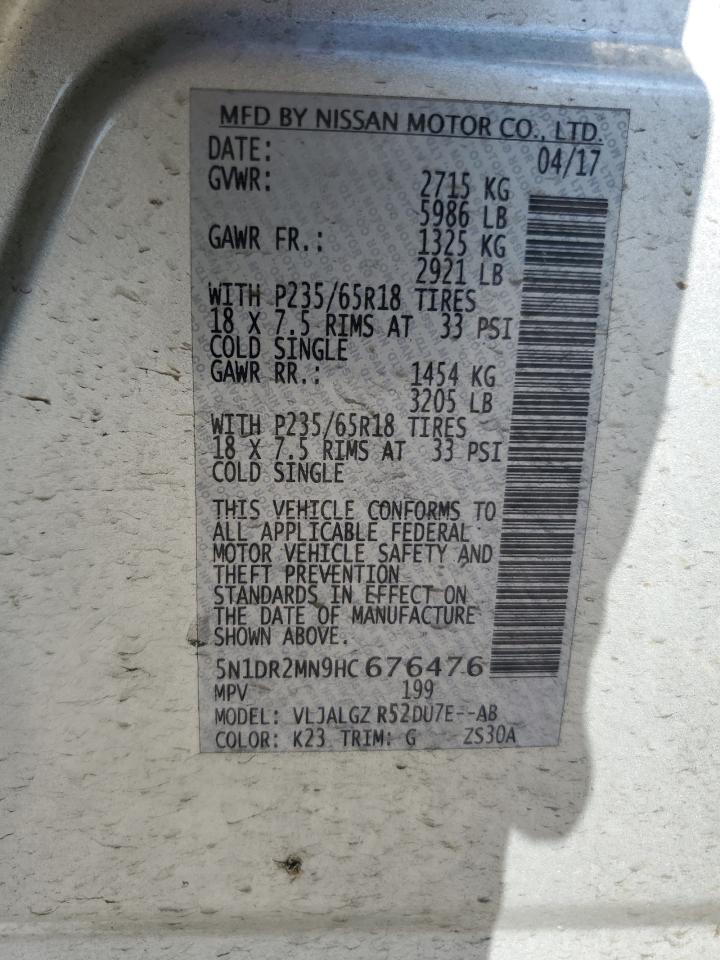 MFD BY NISSAN MOTOR CO., LTD.
DATE: 04/17
GVWR: 2715 KG
5986 LB
GAWR FR.: 1325 KG
2921 LB
WITH P235/65R18 TIRES
18 X 7.5 RIMS AT 33 PSI
COLD SINGLE
GAWR RR.: 1454 KG
3205 LB
WITH P235/65R18 TIRES
18 X 7.5 RIMS AT 33 PSI
COLD SINGLE
THIS VEHICLE CONFORMS TO
ALL APPLICABLE FEDERAL
MOTOR VEHICLE SAFETY AND
THEFT PREVENTION
STANDARDS IN EFFECT ON
THE DATE OF MANUFACTURE
SHOWN ABOVE.
5N1DR2MN9HC676476
MPV 199
MODEL: VLJALGZ R52DU7E--AB
COLOR: K23 TRIM: G ZS30A